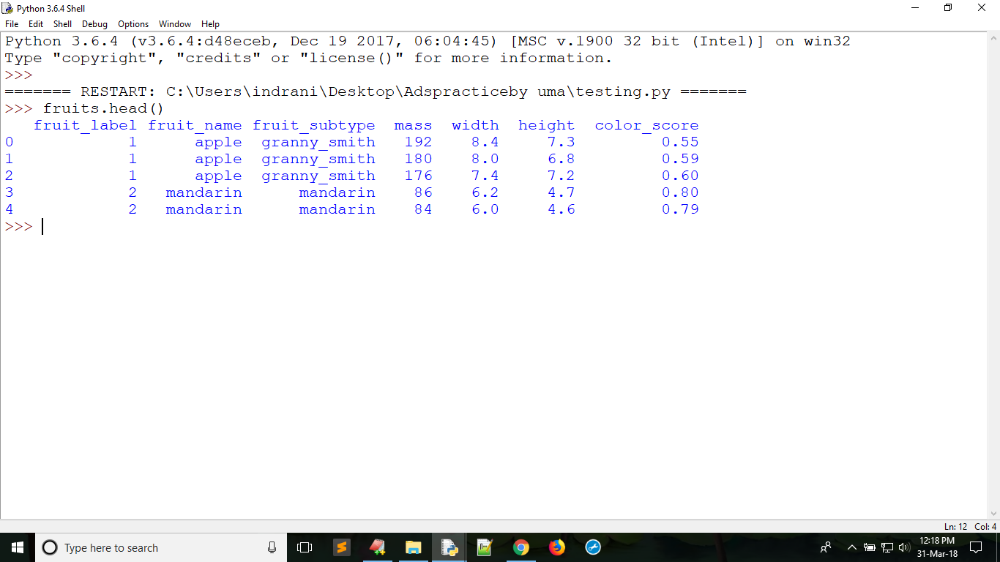 Python 3.6.4 Shell
File Edit Shell Debug Options Window Help
Python 3.6.4 (v3.6.4:d48eceb, Dec 19 2017, 06:04:45) [MSC v.1900 32 bit (Intel)] on win32
Type "copyright", "credits" or "license()" for more information.
>>>
======= RESTART: C:\Users\indrani\Desktop\Adspracticeby uma\testing.py =======
>>> fruits.head()
fruit_label fruit_name fruit_subtype mass width height color_score
0 1 apple granny_smith 192 8.4 7.3 0.55
1 1 apple granny_smith 180 8.0 6.8 0.59
2 1 apple granny_smith 176 7.4 7.2 0.60
3 2 mandarin mandarin 86 6.2 4.7 0.80
4 2 mandarin mandarin 84 6.0 4.6 0.79
>>>
Ln: 12 Col: 4
Type here to search
12:18 PM
31-Mar-18